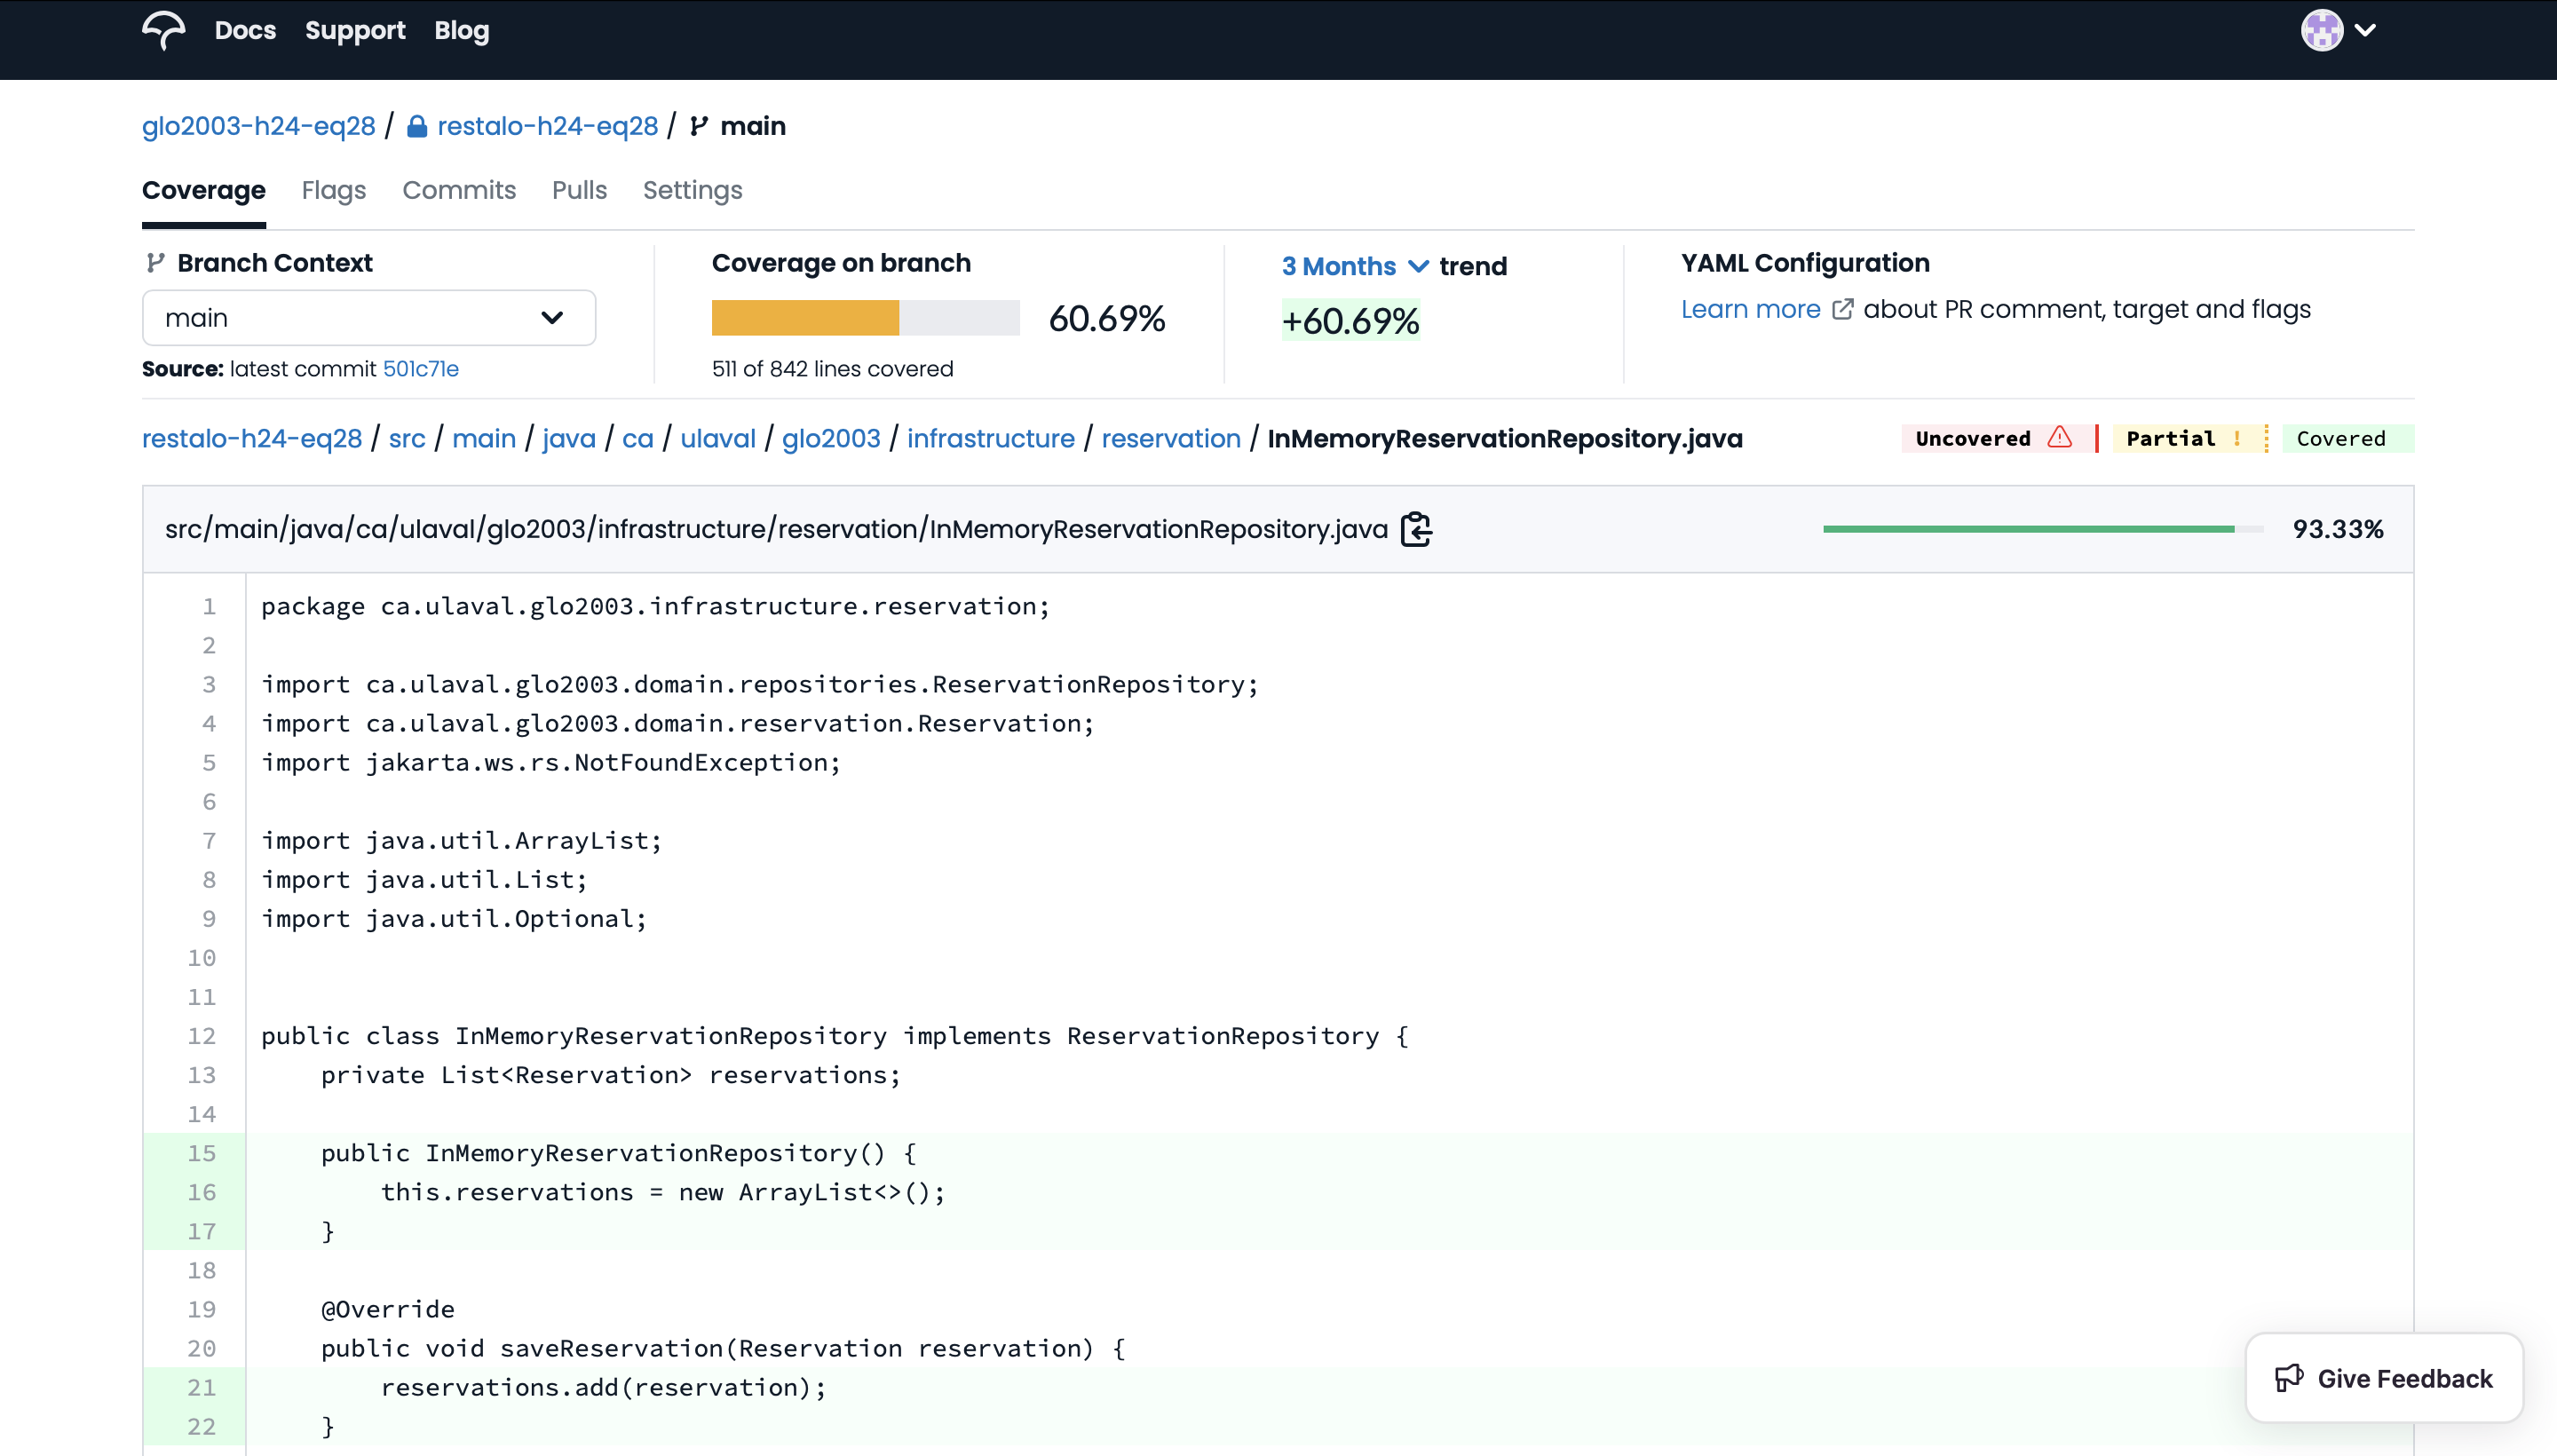 Docs Support Blog
glo2003-h24-eq28 / restalo-h24-eq28 / main
Coverage Flags Commits Pulls Settings
Branch Context
main
Source: latest commit 501c71e
Coverage on branch
60.69%
511 of 842 lines covered
3 Months trend
+60.69%
YAML Configuration
Learn more about PR comment, target and flags
restalo-h24-eq28 / src / main / java / ca / ulaval / glo2003 / infrastructure / reservation / InMemoryReservationRepository.java
Uncovered Partial ! Covered
src/main/java/ca/ulaval/glo2003/infrastructure/reservation/InMemoryReservationRepository.java 93.33%
1 package ca.ulaval.glo2003.infrastructure.reservation;
2
3 import ca.ulaval.glo2003.domain.repositories.ReservationRepository;
4 import ca.ulaval.glo2003.domain.reservation.Reservation;
5 import jakarta.ws.rs.NotFoundException;
6
7 import java.util.ArrayList;
8 import java.util.List;
9 import java.util.Optional;
10
11
12 public class InMemoryReservationRepository implements ReservationRepository {
13     private List<Reservation> reservations;
14
15     public InMemoryReservationRepository() {
16         this.reservations = new ArrayList<>();
17     }
18
19     @Override
20     public void saveReservation(Reservation reservation) {
21         reservations.add(reservation);
22     }
Give Feedback